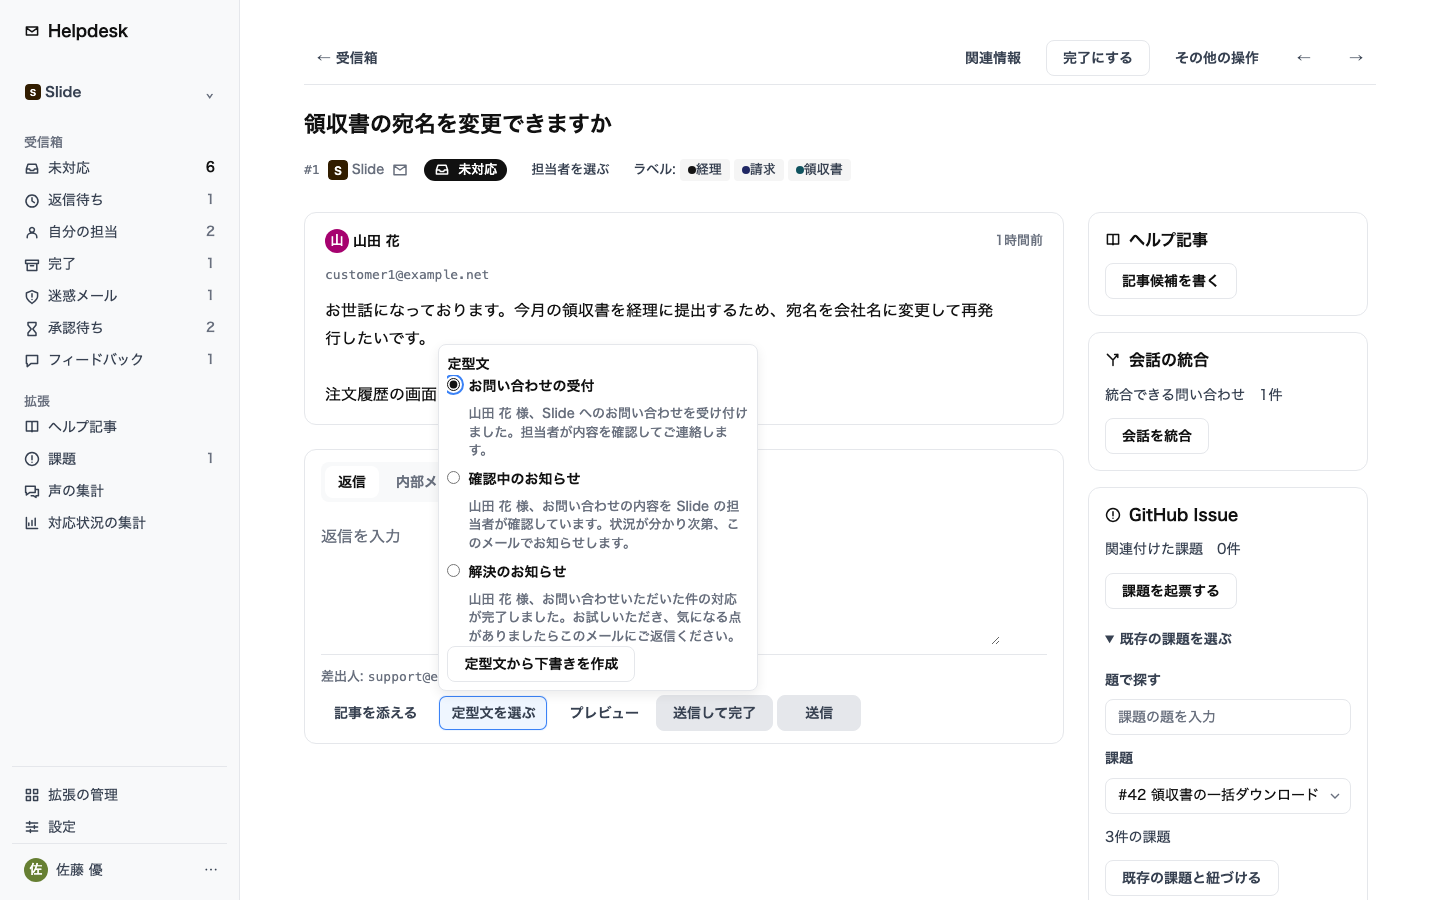 Helpdesk
S Slide
受信箱
未対応 6
返信待ち 1
自分の担当 2
完了 1
迷惑メール 1
承認待ち 2
フィードバック 1
拡張
ヘルプ記事
課題 1
声の集計
対応状況の集計
拡張の管理
設定
佐 佐藤 優 …
← 受信箱
関連情報 完了にする その他の操作 ← →
領収書の宛名を変更できますか
#1 S Slide 未対応 担当者を選ぶ ラベル: 経理 請求 領収書
山 山田 花 1時間前
customer1@example.net
お世話になっております。今月の領収書を経理に提出するため、宛名を会社名に変更して再発
行したいです。
注文履歴の画面
定型文
お問い合わせの受付
山田 花 様、Slide へのお問い合わせを受け付け
ました。担当者が内容を確認してご連絡しま
す。
確認中のお知らせ
山田 花 様、お問い合わせの内容を Slide の担
当者が確認しています。状況が分かり次第、こ
のメールでお知らせします。
解決のお知らせ
山田 花 様、お問い合わせいただいた件の対応
が完了しました。お試しいただき、気になる点
がありましたらこのメールにご返信ください。
定型文から下書きを作成
返信 内部メ
返信を入力
差出人: support@e
記事を添える 定型文を選ぶ プレビュー 送信して完了 送信
ヘルプ記事
記事候補を書く
会話の統合
統合できる問い合わせ 1件
会話を統合
GitHub Issue
関連付けた課題 0件
課題を起票する
▼ 既存の課題を選ぶ
題で探す
課題の題を入力
課題
#42 領収書の一括ダウンロード
3件の課題
既存の課題と紐づける